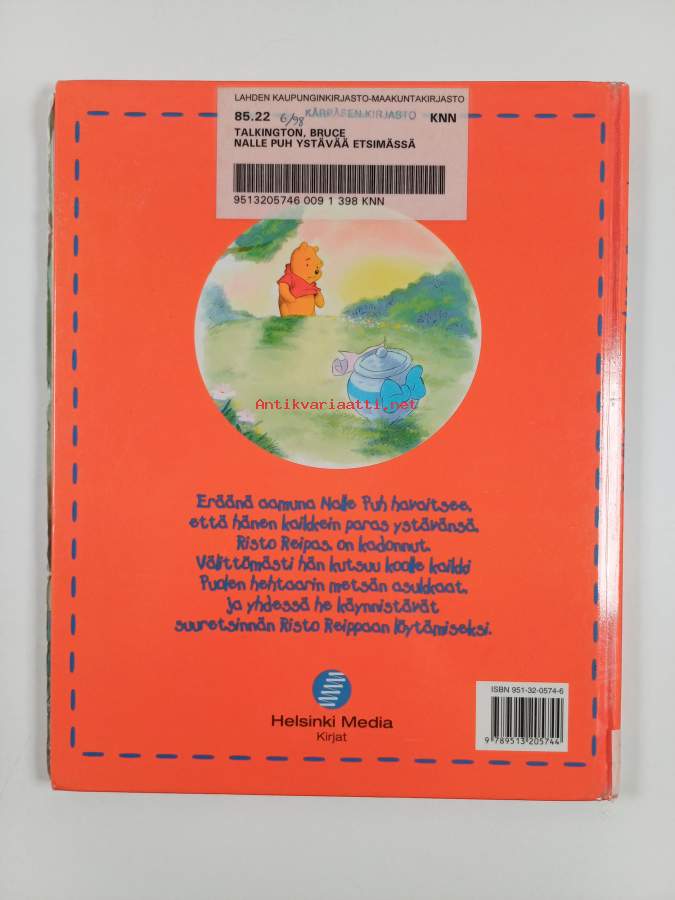 LAHDEN KAUPUNGINKIRJASTO-MAAKUNTAKIRJASTO
85.22 6/98 KÄRPÄSEN KIRJASTO KNN
TALKINGTON, BRUCE
NALLE PUH YSTÄVÄÄ ETSIMÄSSÄ
9513205746 009 1 398 KNN
Antikvariaatti.net
Eräänä aamuna Nalle Puh havaitsee,
että hänen kaikkein paras ystävänsä,
Risto Reipas, on kadonnut.
Välittömästi hän kutsuu koolle kaikki
Puolen hehtaarin metsän asukkaat,
ja yhdessä he käynnistävät
suuretsinnän Risto Reippaan löytämiseksi.
Helsinki Media
Kirjat
ISBN 951-32-0574-6
9 789513 205744